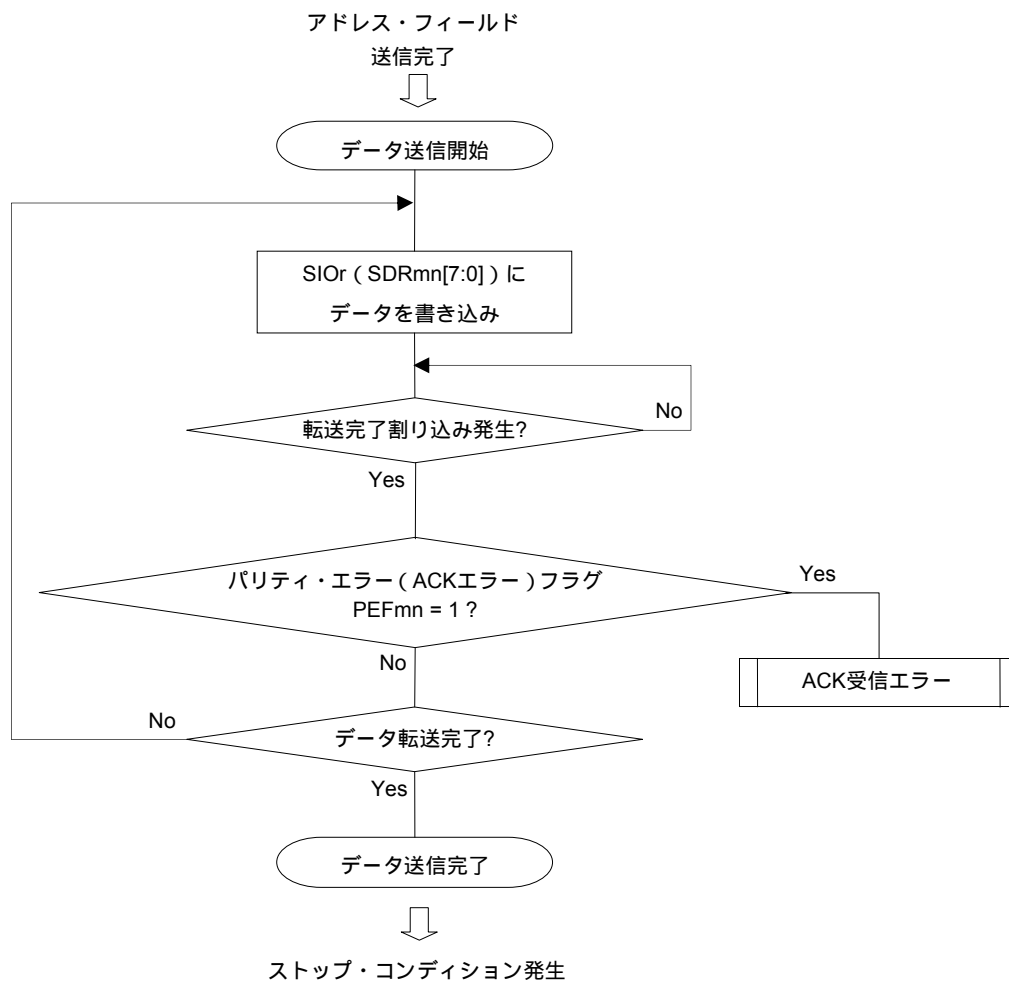 アドレス・フィールド
送信完了
データ送信開始
SIOr（SDRmn[7:0]）に
データを書き込み
No
転送完了割り込み発生?
Yes
パリティ・エラー（ACKエラー）フラグ
PEFmn = 1 ?
Yes
No
ACK受信エラー
No
データ転送完了?
Yes
データ送信完了
ストップ・コンディション発生